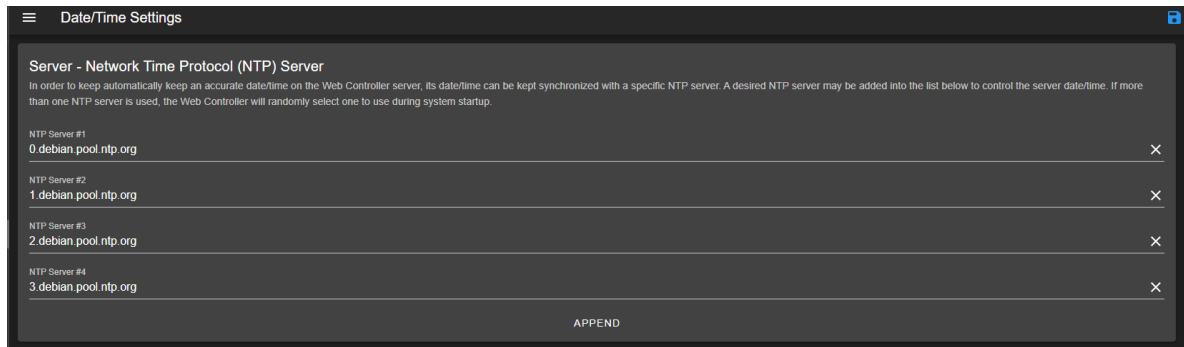 Date/Time Settings
Server - Network Time Protocol (NTP) Server
In order to keep automatically keep an accurate date/time on the Web Controller server, its date/time can be kept synchronized with a specific NTP server. A desired NTP server may be added into the list below to control the server date/time. If more
than one NTP server is used, the Web Controller will randomly select one to use during system startup.
NTP Server #1
0.debian.pool.ntp.org
NTP Server #2
1.debian.pool.ntp.org
NTP Server #3
2.debian.pool.ntp.org
NTP Server #4
3.debian.pool.ntp.org
APPEND